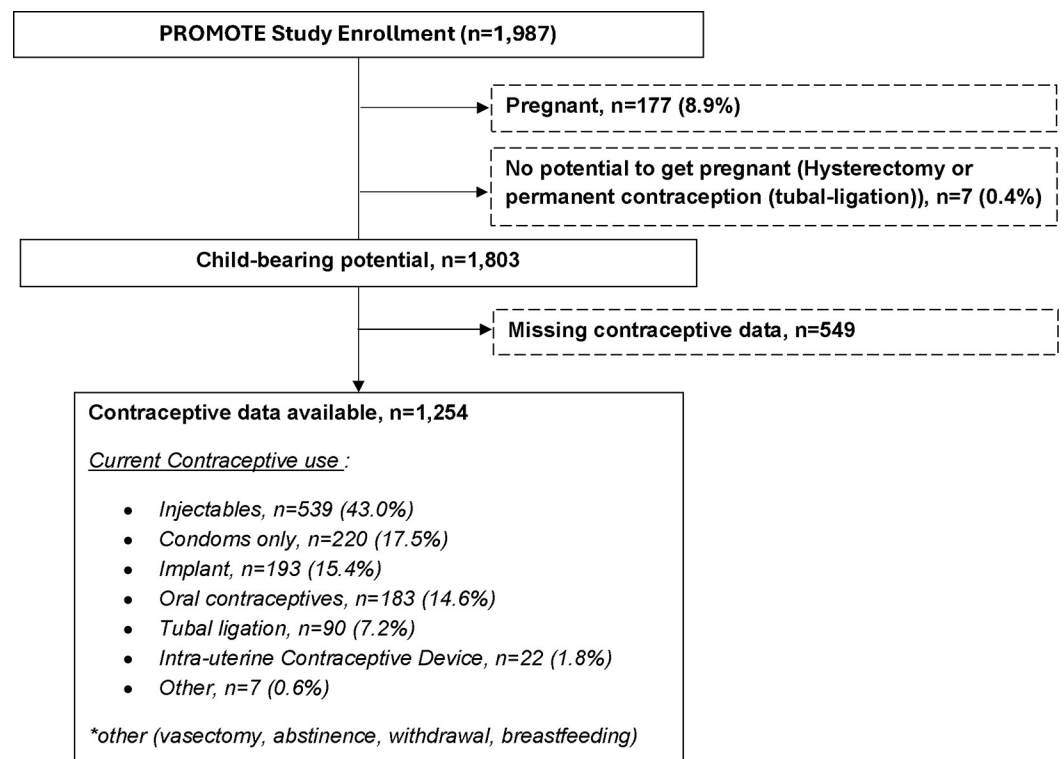 PROMOTE Study Enrollment (n=1,987)
Pregnant, n=177 (8.9%)
No potential to get pregnant (Hysterectomy or
permanent contraception (tubal-ligation)), n=7 (0.4%)
Child-bearing potential, n=1,803
Missing contraceptive data, n=549
Contraceptive data available, n=1,254
Current Contraceptive use :
• Injectables, n=539 (43.0%)
• Condoms only, n=220 (17.5%)
• Implant, n=193 (15.4%)
• Oral contraceptives, n=183 (14.6%)
• Tubal ligation, n=90 (7.2%)
• Intra-uterine Contraceptive Device, n=22 (1.8%)
• Other, n=7 (0.6%)
*other (vasectomy, abstinence, withdrawal, breastfeeding)